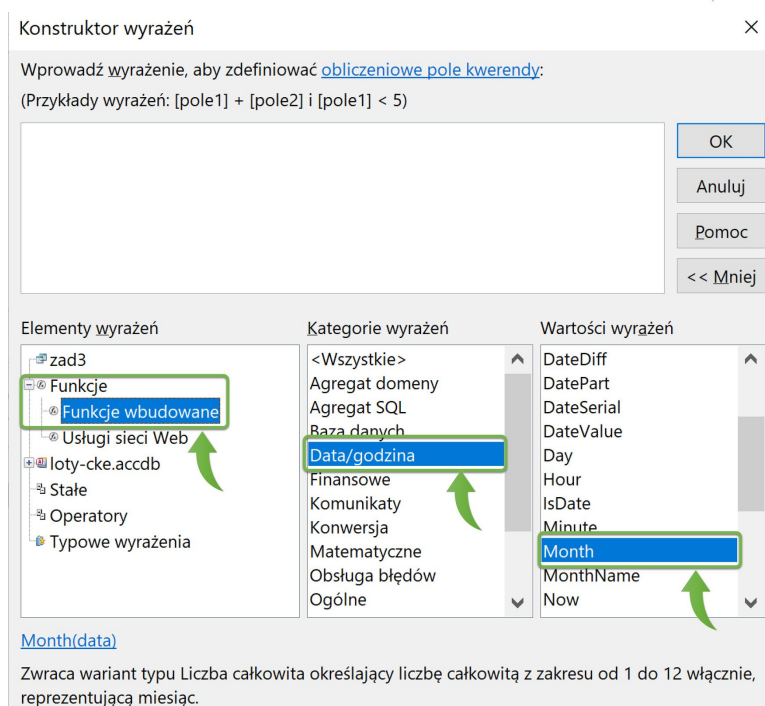 Konstruktor wyrażeń
Wprowadź wyrażenie, aby zdefiniować obliczeniowe pole kwerendy:
(Przykłady wyrażeń: [pole1] + [pole2] i [pole1] < 5)
OK
Anuluj
Pomoc
<< Mniej
Elementy wyrażeń
zad3
Funkcje
Funkcje wbudowane
Usługi sieci Web
loty-cke.accdb
Stałe
Operatory
Typowe wyrażenia
Kategorie wyrażeń
<Wszystkie>
Agregat domeny
Agregat SQL
Baza danych
Data/godzina
Finansowe
Komunikaty
Konwersja
Matematyczne
Obsługa błędów
Ogólne
Wartości wyrażeń
DateDiff
DatePart
DateSerial
DateValue
Day
Hour
IsDate
Minute
Month
MonthName
Now
Month(data)
Zwraca wariant typu Liczba całkowita określający liczbę całkowitą z zakresu od 1 do 12 włącznie,
reprezentującą miesiąc.